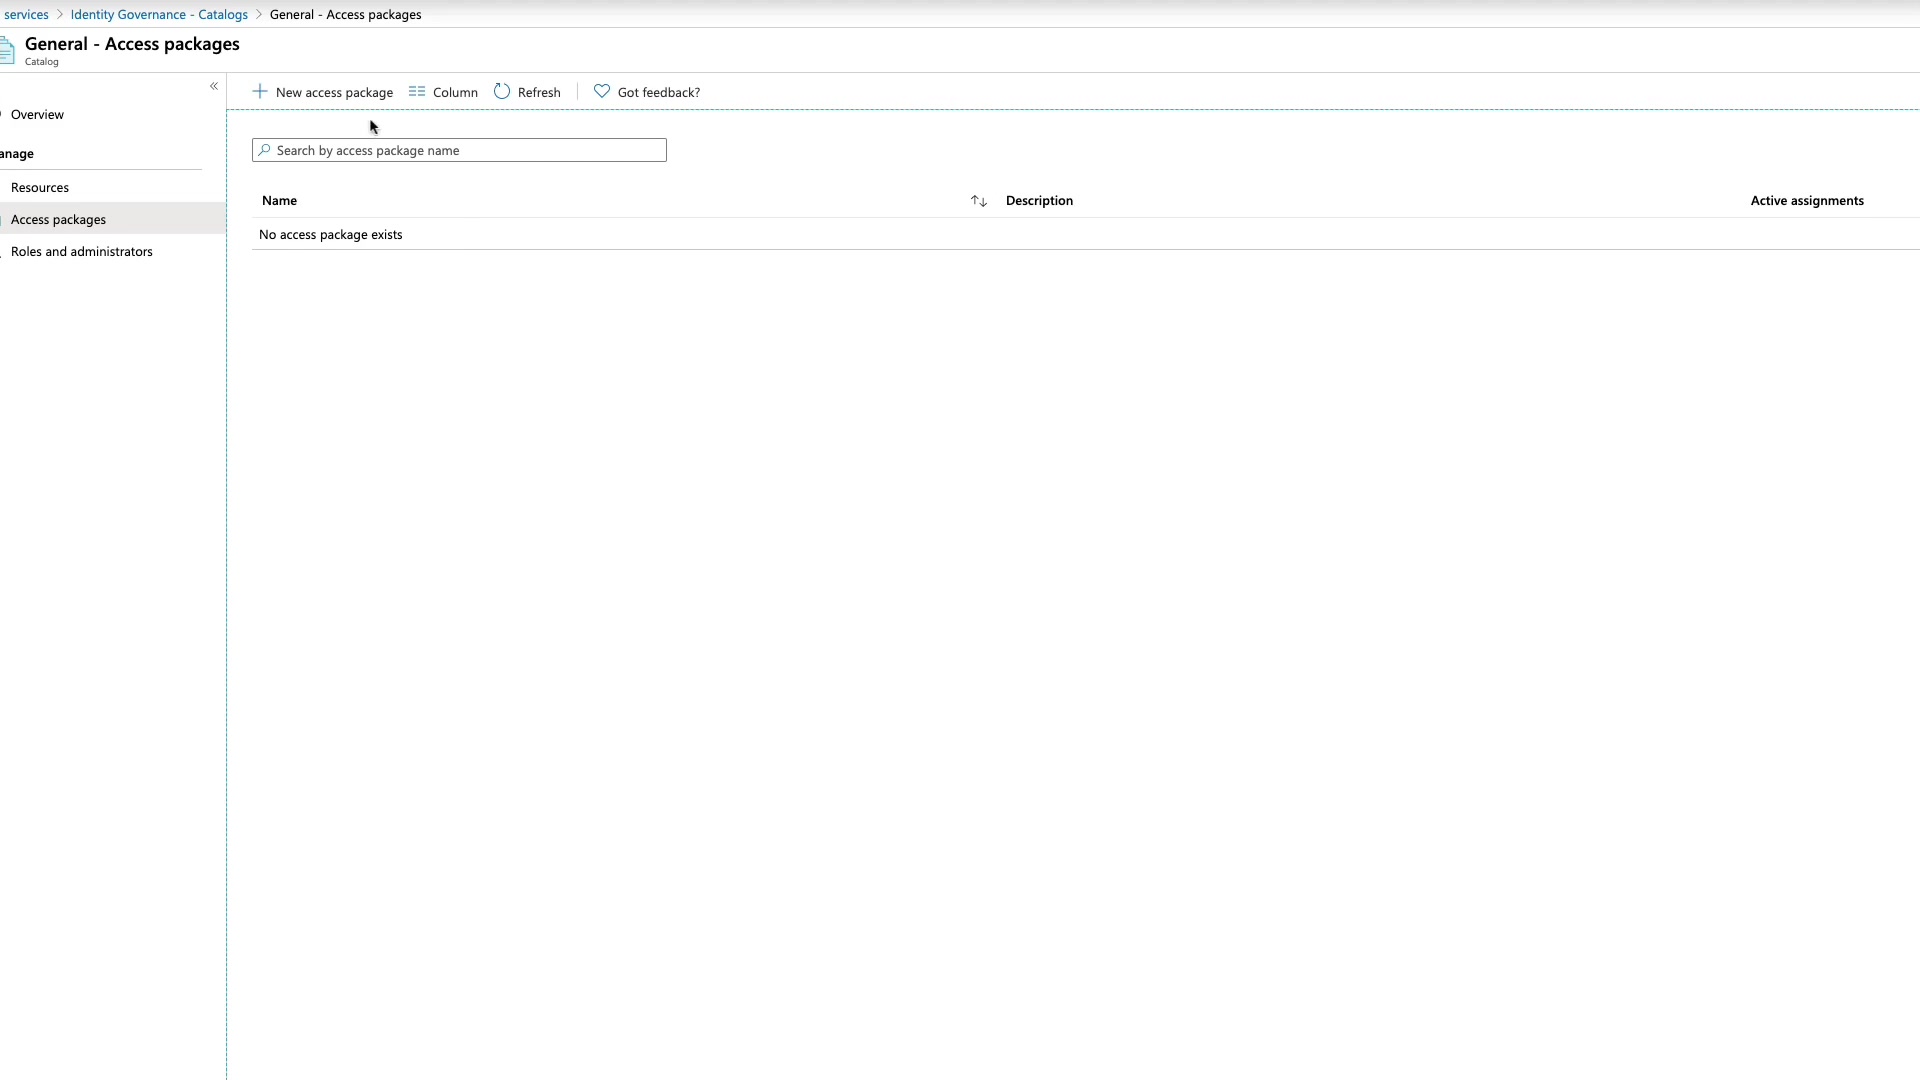 services > Identity Governance - Catalogs > General - Access packages
General - Access packages
Catalog
«
New access package Column Refresh Got feedback?
Overview
anage
Search by access package name
Resources
Name Description Active assignments
Access packages
No access package exists
Roles and administrators